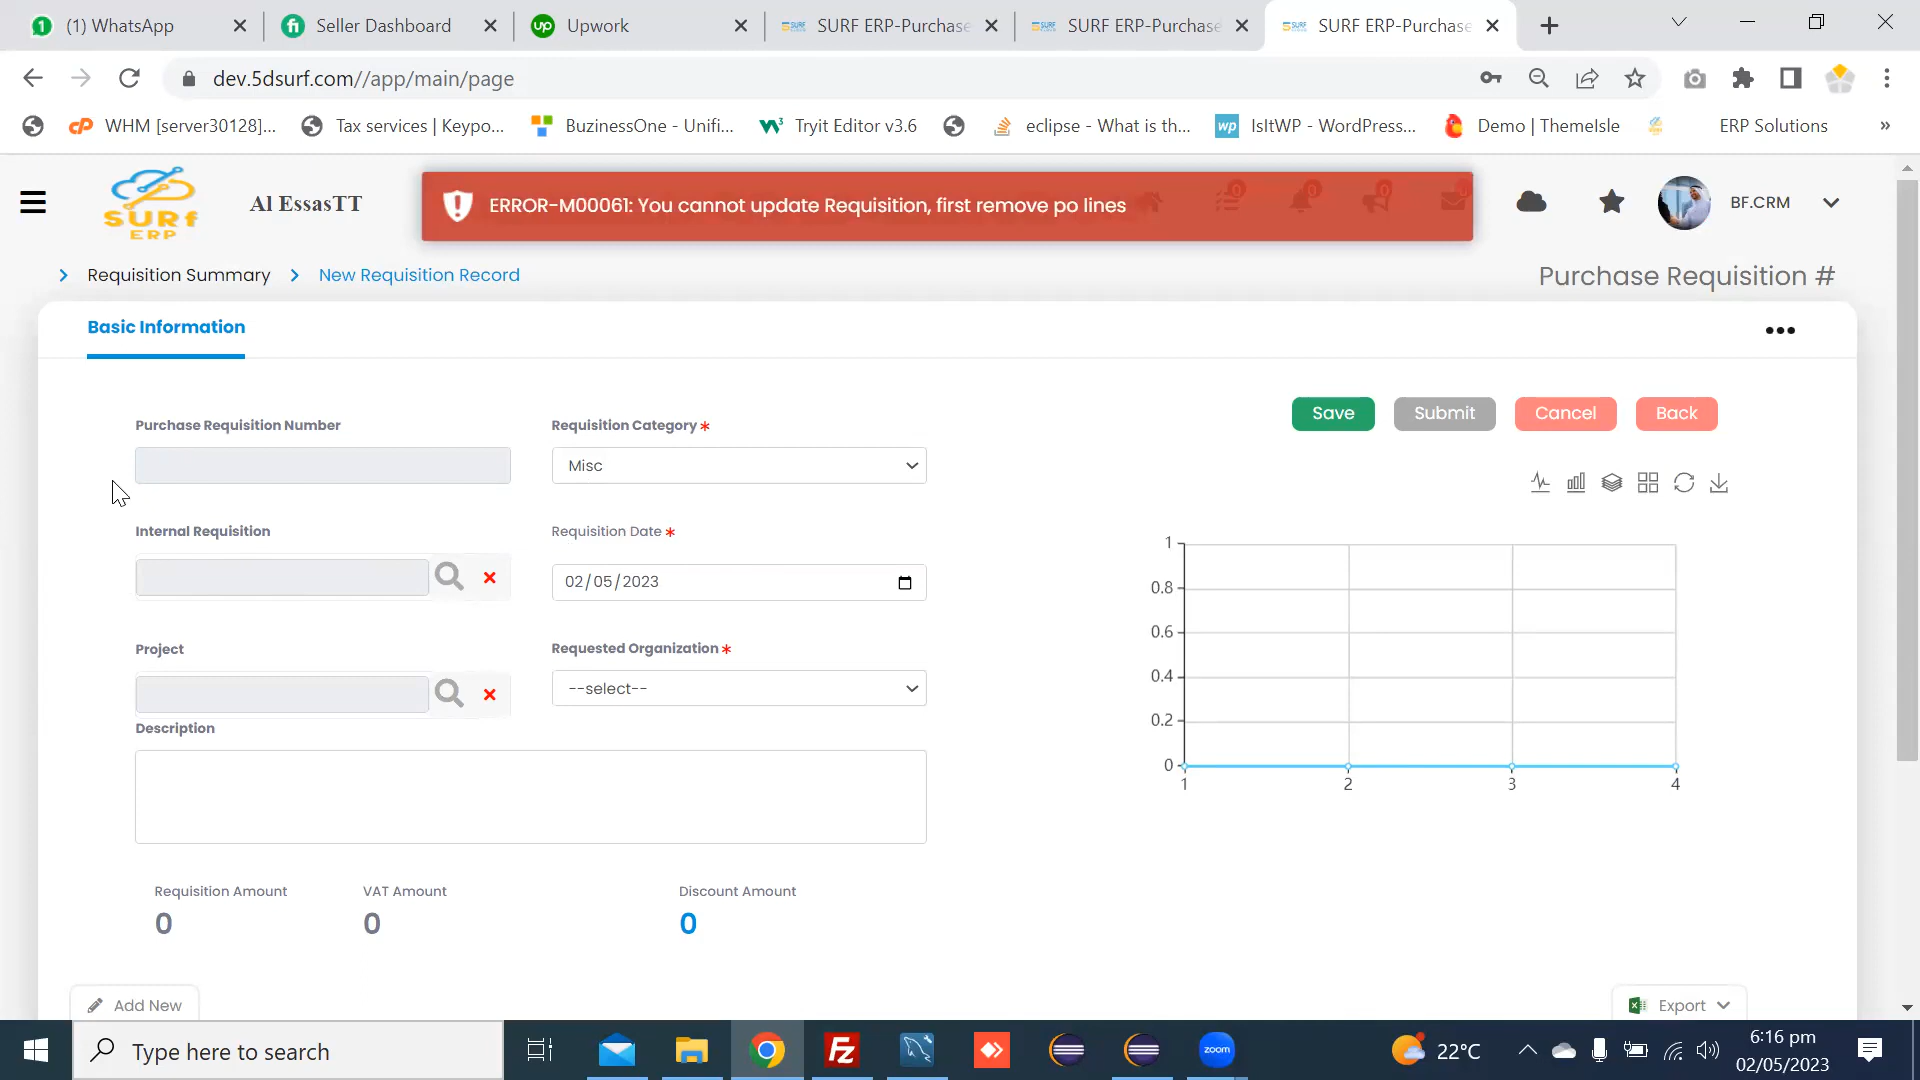 (1) WhatsApp
Seller Dashboard
Upwork
SURF ERP-Purchase
SURF ERP-Purchase
SURF ERP-Purchase
dev.5dsurf.com//app/main/page
WHM [server30128]...
Tax services | Keypo...
BuzinessOne - Unifi...
Tryit Editor v3.6
eclipse - What is th...
IsItWP - WordPress...
Demo | ThemeIsle
ERP Solutions
»
SURF
ERP
Al EssasTT
ERROR-M00061: You cannot update Requisition, first remove po lines
0
0
0
BF.CRM
Requisition Summary
New Requisition Record
Purchase Requisition #
Basic Information
Purchase Requisition Number
Requisition Category *
Save
Submit
Cancel
Back
Misc
Internal Requisition
Requisition Date *
02/05/2023
Project
Requested Organization *
--select--
Description
1
0.8
0.6
0.4
0.2
0
1
2
3
4
Requisition Amount
VAT Amount
Discount Amount
0
0
0
Add New
Export
Type here to search
zoom
22°C
6:16 pm
02/05/2023